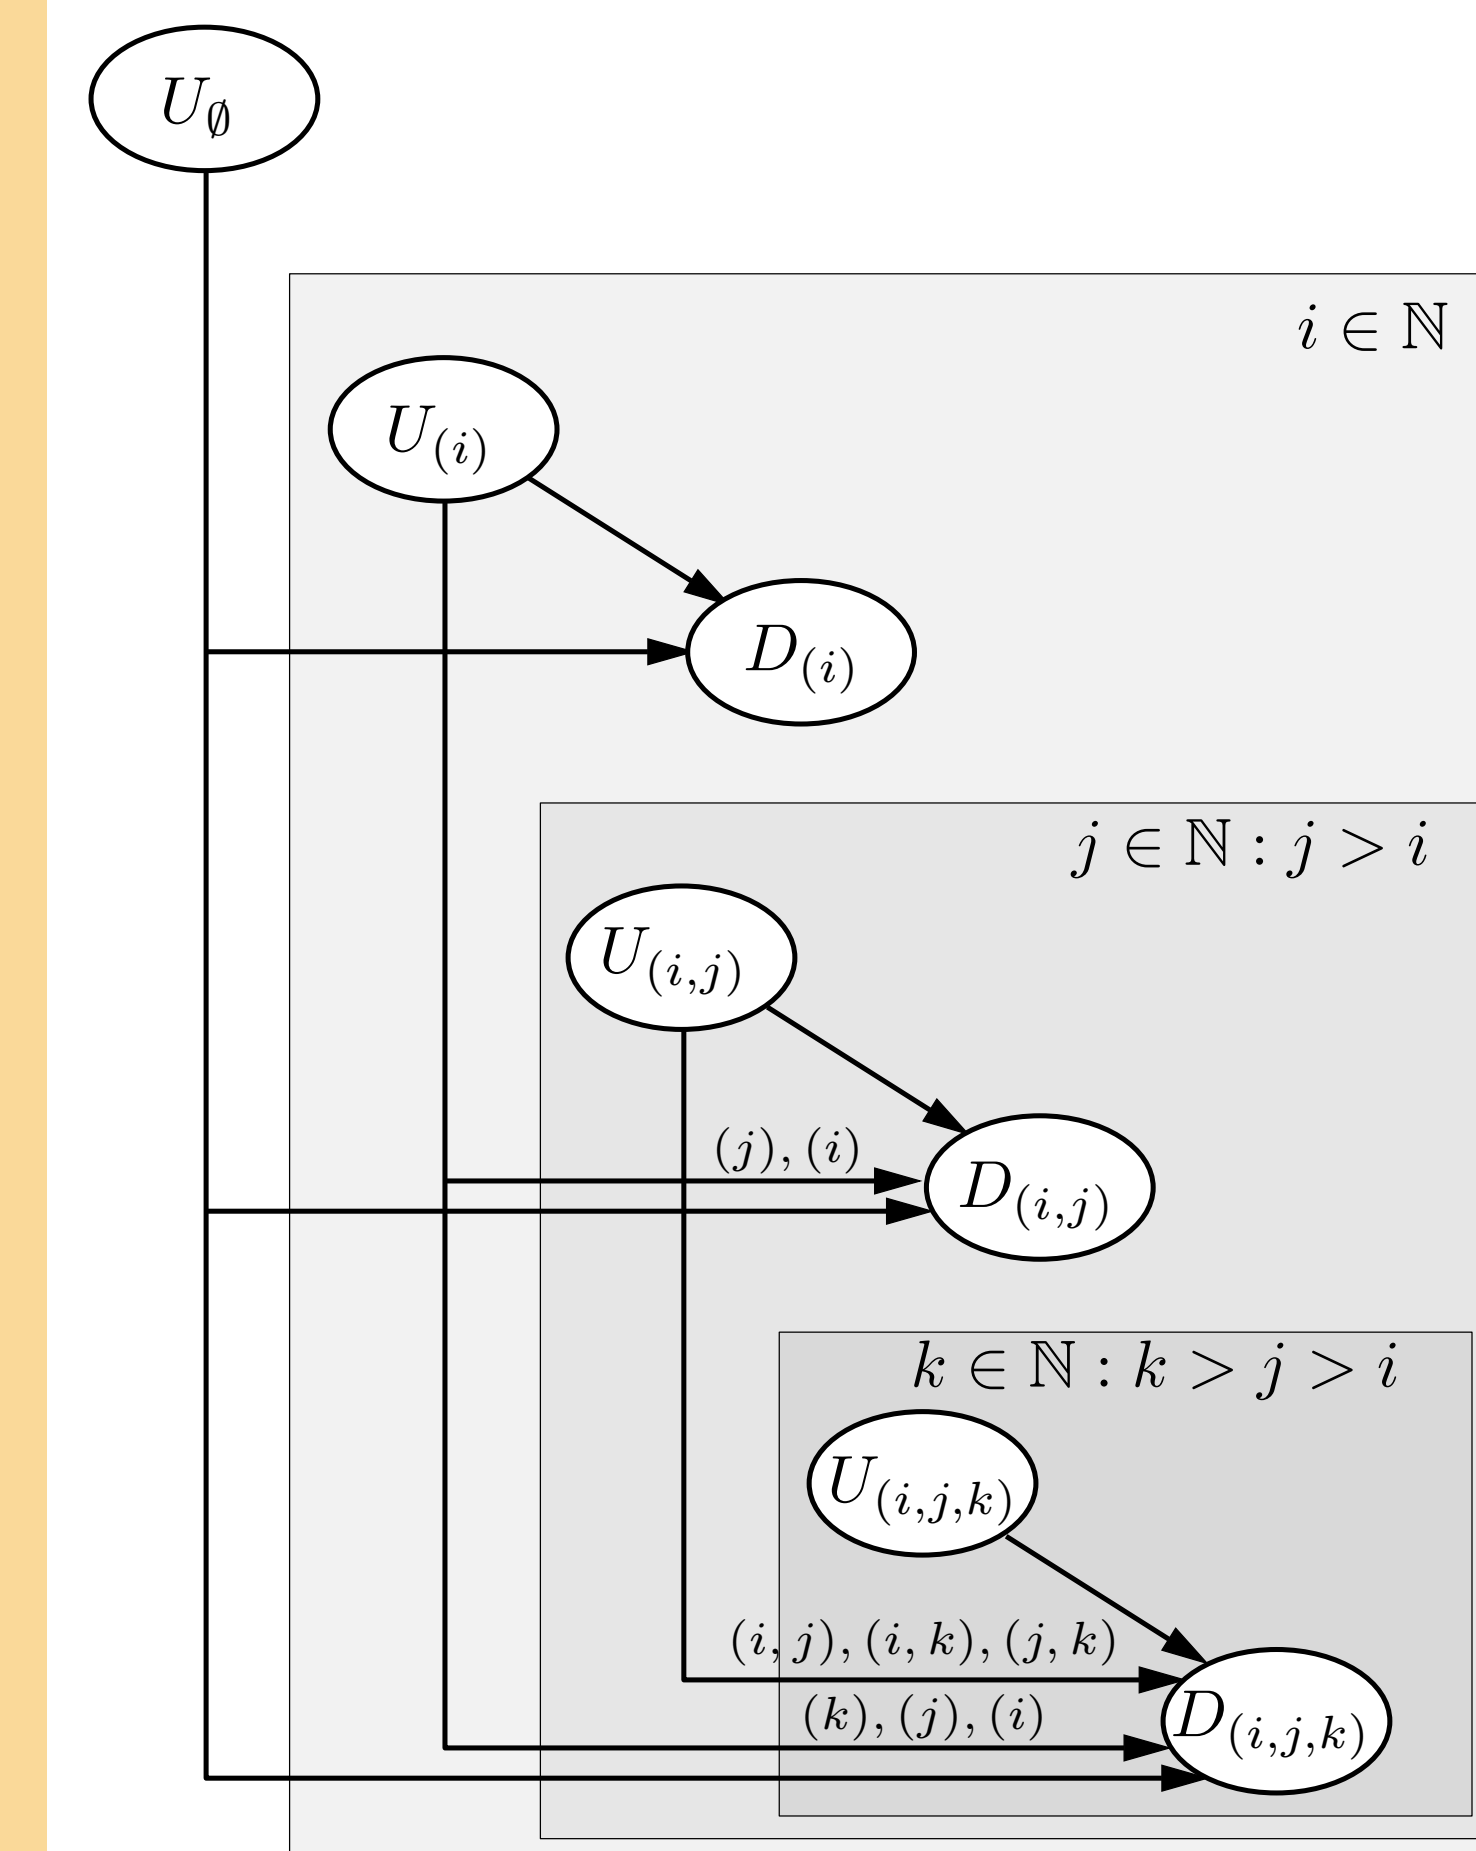 U_∅
i ∈ ℕ
U_(i)
D_(i)
j ∈ ℕ : j > i
U_(i,j)
(j), (i)
D_(i,j)
k ∈ ℕ : k > j > i
U_(i,j,k)
(i, j), (i, k), (j, k)
(k), (j), (i)
D_(i,j,k)